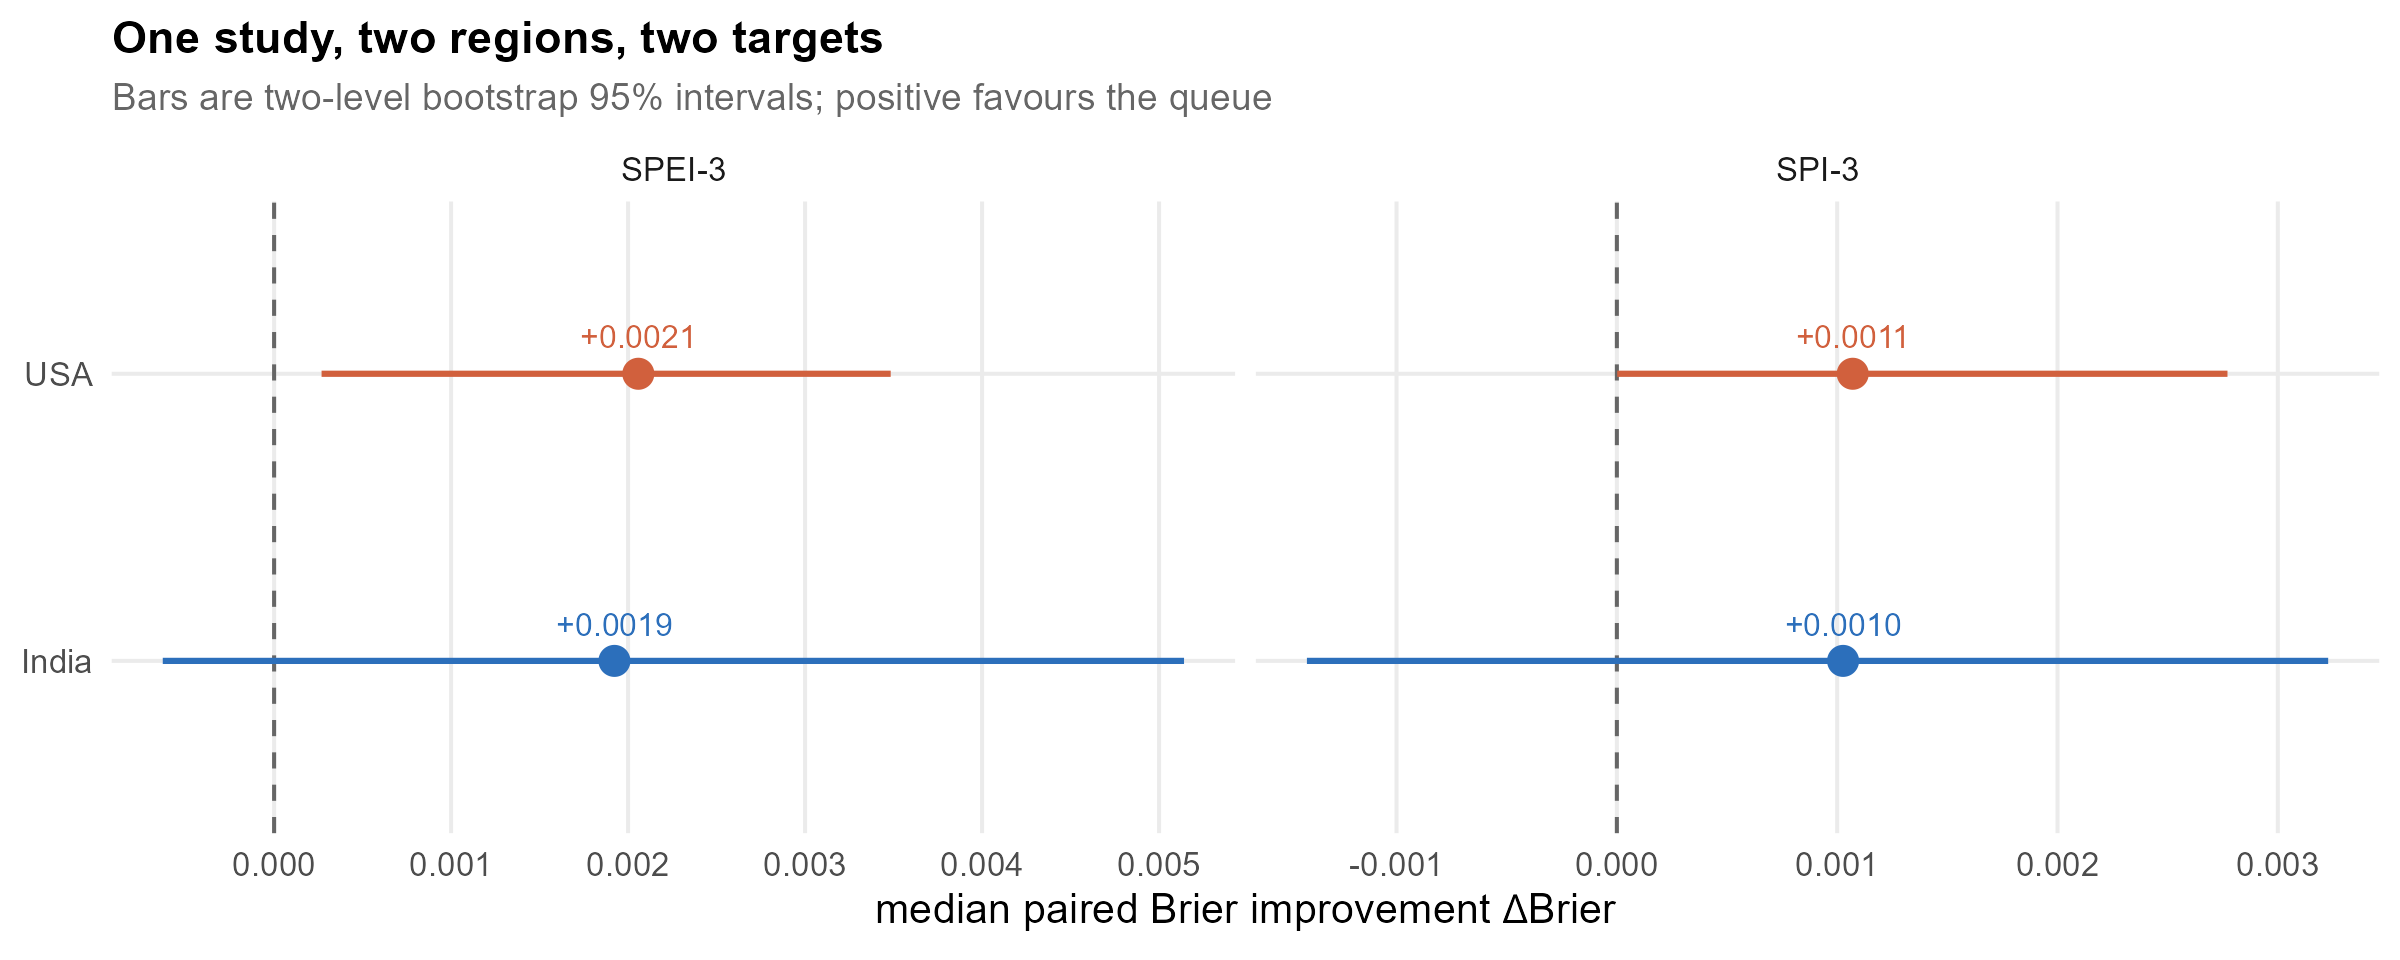 One study, two regions, two targets
Bars are two-level bootstrap 95% intervals; positive favours the queue
SPEI-3
SPI-3
USA
+0.0021
+0.0011
India
+0.0019
+0.0010
0.000 0.001 0.002 0.003 0.004 0.005
-0.001 0.000 0.001 0.002 0.003
median paired Brier improvement ΔBrier